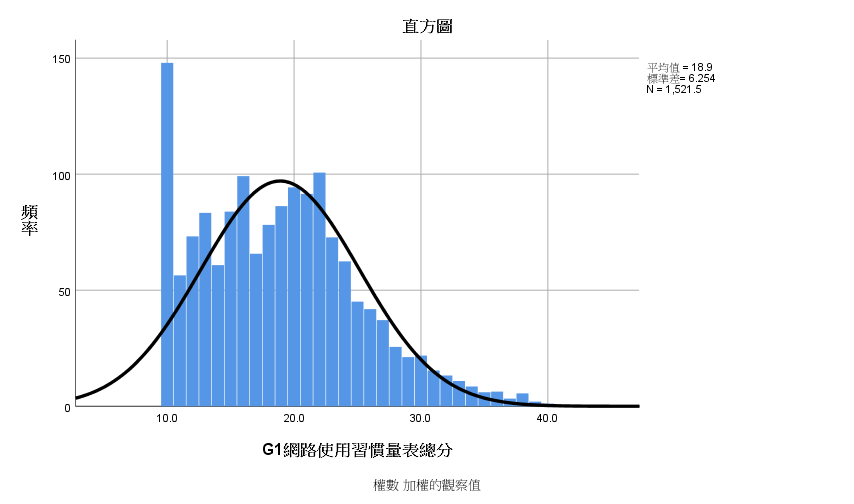 直方圖
平均值 = 18.9
標準差= 6.254
N = 1,521.5
150
100
50
0
頻率
10.0 20.0 30.0 40.0
G1網路使用習慣量表總分
權數 加權的觀察值